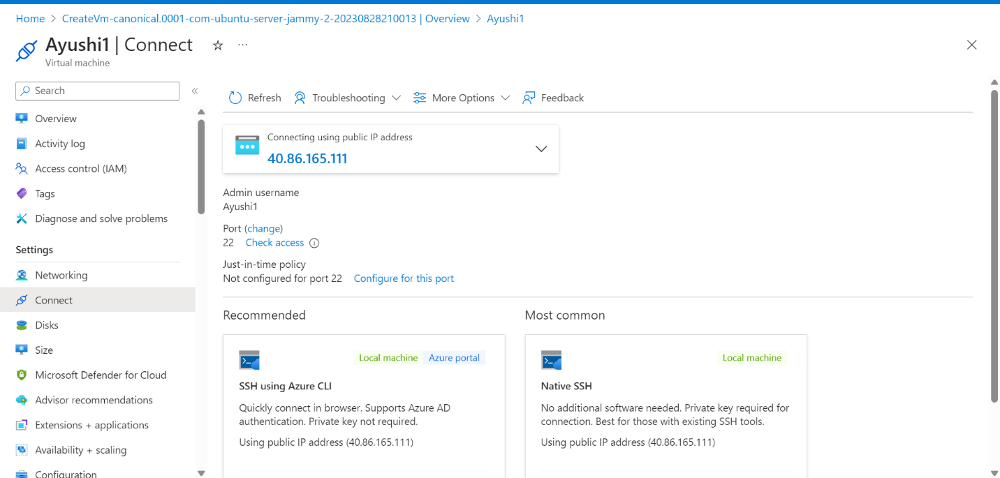 Home > CreateVm-canonical.0001-com-ubuntu-server-jammy-2-20230828210013 | Overview > Ayushi1
Ayushi1 | Connect
Virtual machine
Search
Overview
Activity log
Access control (IAM)
Tags
Diagnose and solve problems
Settings
Networking
Connect
Disks
Size
Microsoft Defender for Cloud
Advisor recommendations
Extensions + applications
Availability + scaling
Configuration
Refresh Troubleshooting More Options Feedback
Connecting using public IP address
40.86.165.111
Admin username
Ayushi1
Port (change)
22 Check access
Just-in-time policy
Not configured for port 22 Configure for this port
Recommended
Local machine Azure portal
SSH using Azure CLI
Quickly connect in browser. Supports Azure AD
authentication. Private key not required.
Using public IP address (40.86.165.111)
Most common
Local machine
Native SSH
No additional software needed. Private key required for
connection. Best for those with existing SSH tools.
Using public IP address (40.86.165.111)